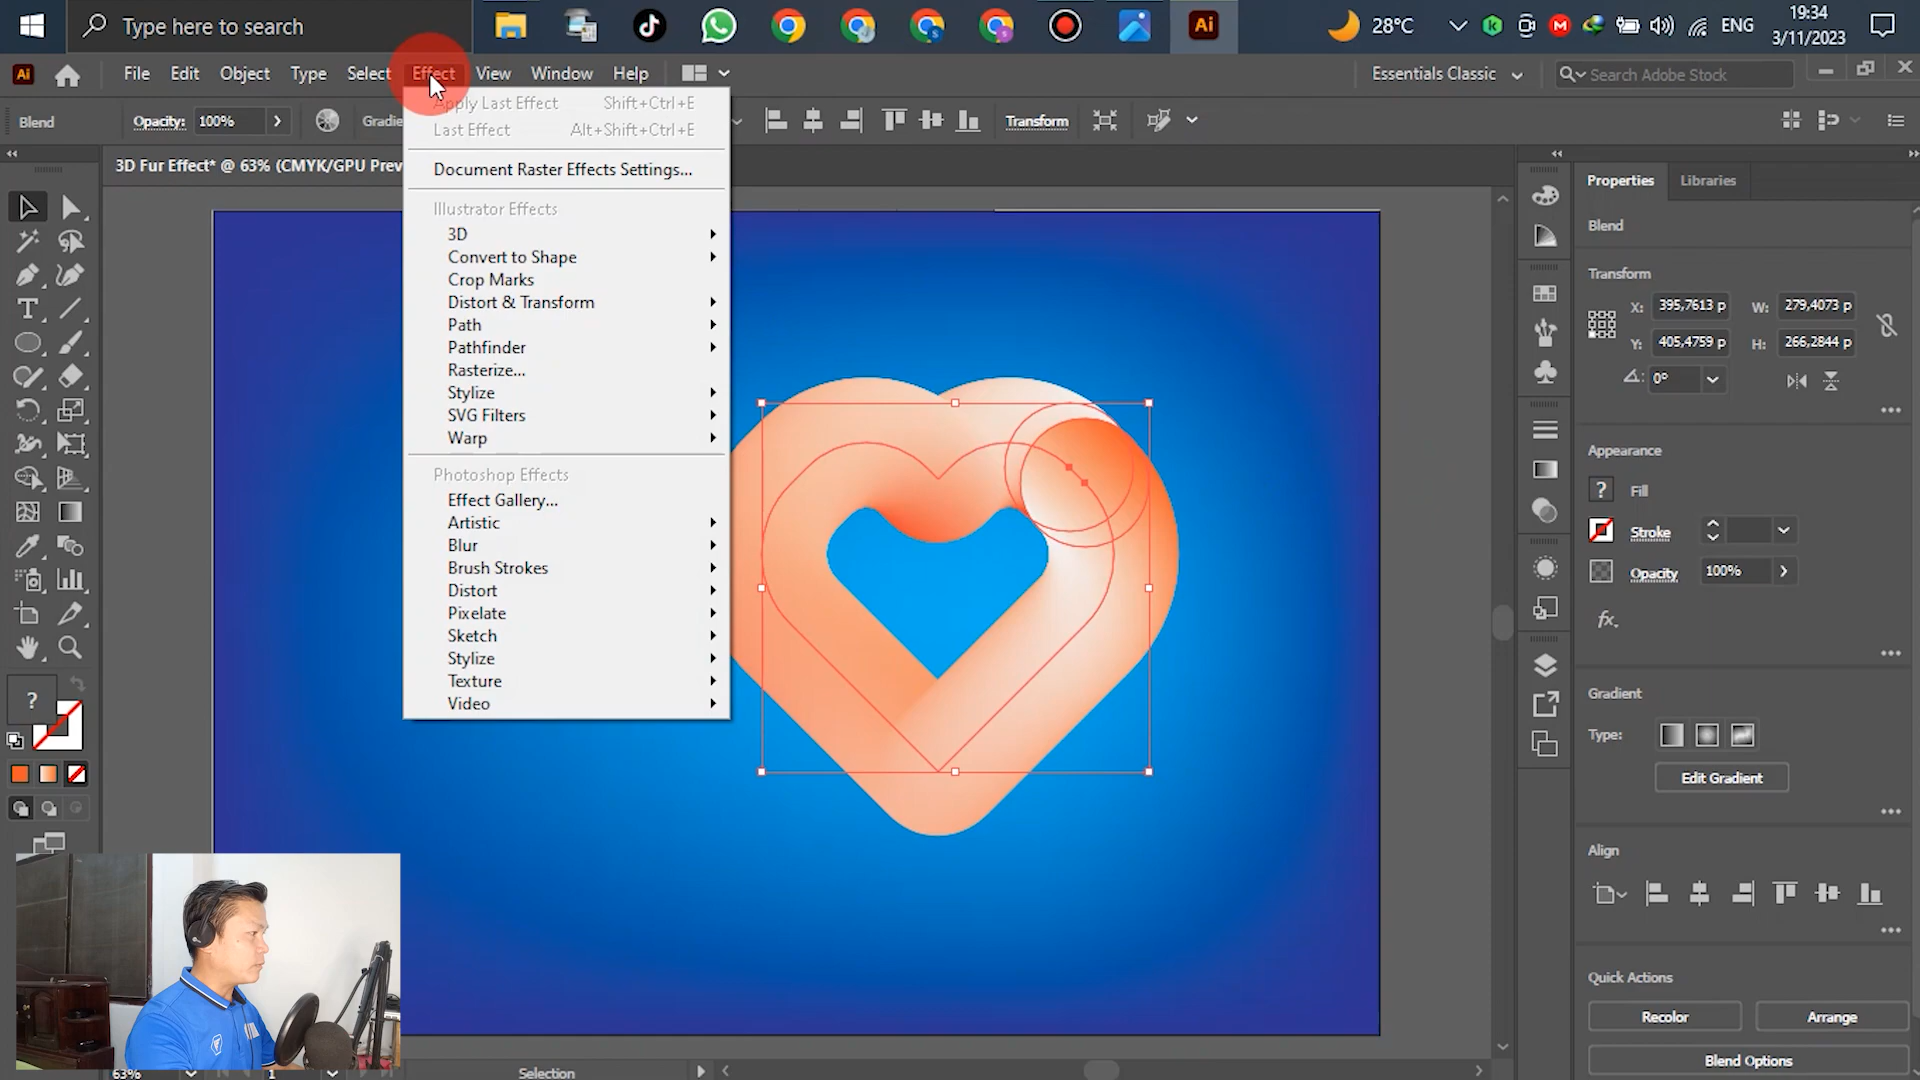 Type here to search
28°C
ENG
19:34
3/11/2023
Ai
File Edit Object Type Select Effect View Window Help
Essentials Classic
Search Adobe Stock
Blend
Opacity: 100%
Transform
3D Fur Effect* @ 63% (CMYK/GPU Prev
Apply Last Effect Shift+Ctrl+E
Last Effect Alt+Shift+Ctrl+E
Document Raster Effects Settings...
Illustrator Effects
3D
Convert to Shape
Crop Marks
Distort & Transform
Path
Pathfinder
Rasterize...
Stylize
SVG Filters
Warp
Photoshop Effects
Effect Gallery...
Artistic
Blur
Brush Strokes
Distort
Pixelate
Sketch
Stylize
Texture
Video
Properties Libraries
Blend
Transform
X: 395,7613 p W: 279,4073 p
Y: 405,4759 p H: 266,2844 p
0°
Appearance
? Fill
Stroke
Opacity 100%
fx.
Gradient
Type:
Edit Gradient
Align
Quick Actions
Recolor Arrange
Blend Options
63% 1 Selection